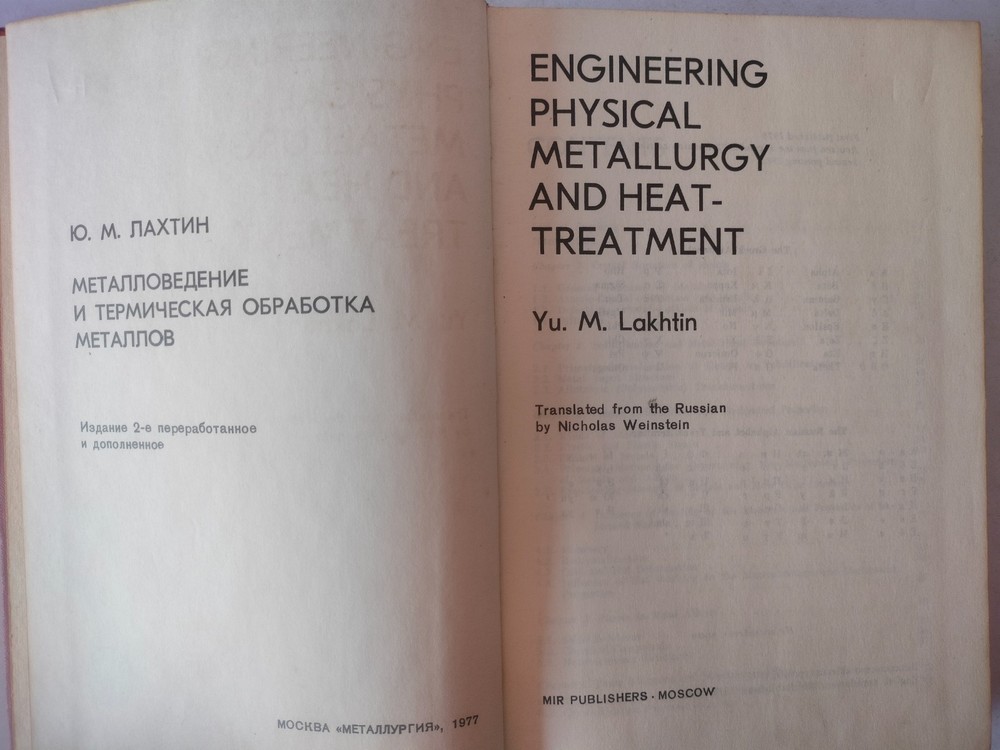 Ю. М. ЛАХТИН
МЕТАЛЛОВЕДЕНИЕ
И ТЕРМИЧЕСКАЯ ОБРАБОТКА
МЕТАЛЛОВ
Издание 2-е переработанное
и дополненное
МОСКВА «МЕТАЛЛУРГИЯ», 1977
ENGINEERING
PHYSICAL
METALLURGY
AND HEAT-
TREATMENT
Yu. M. Lakhtin
Translated from the Russian
by Nicholas Weinstein
MIR PUBLISHERS · MOSCOW